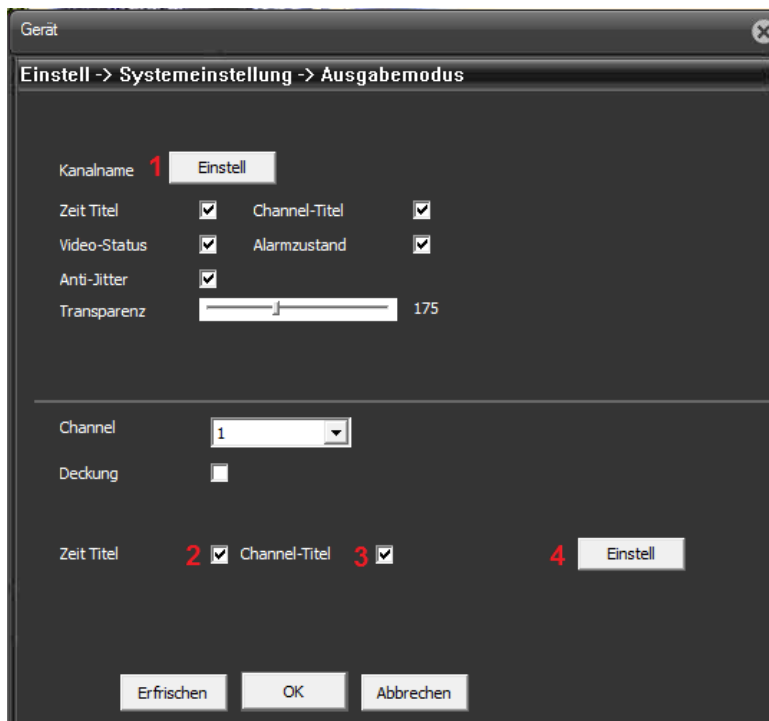 Gerät
Einstell -> Systemeinstellung -> Ausgabemodus
Kanalname 1 Einstell
Zeit Titel Channel-Titel
Video-Status Alarmzustand
Anti-Jitter
Transparenz 175
Channel 1
Deckung
Zeit Titel 2 Channel-Titel 3 4 Einstell
Erfrischen OK Abbrechen